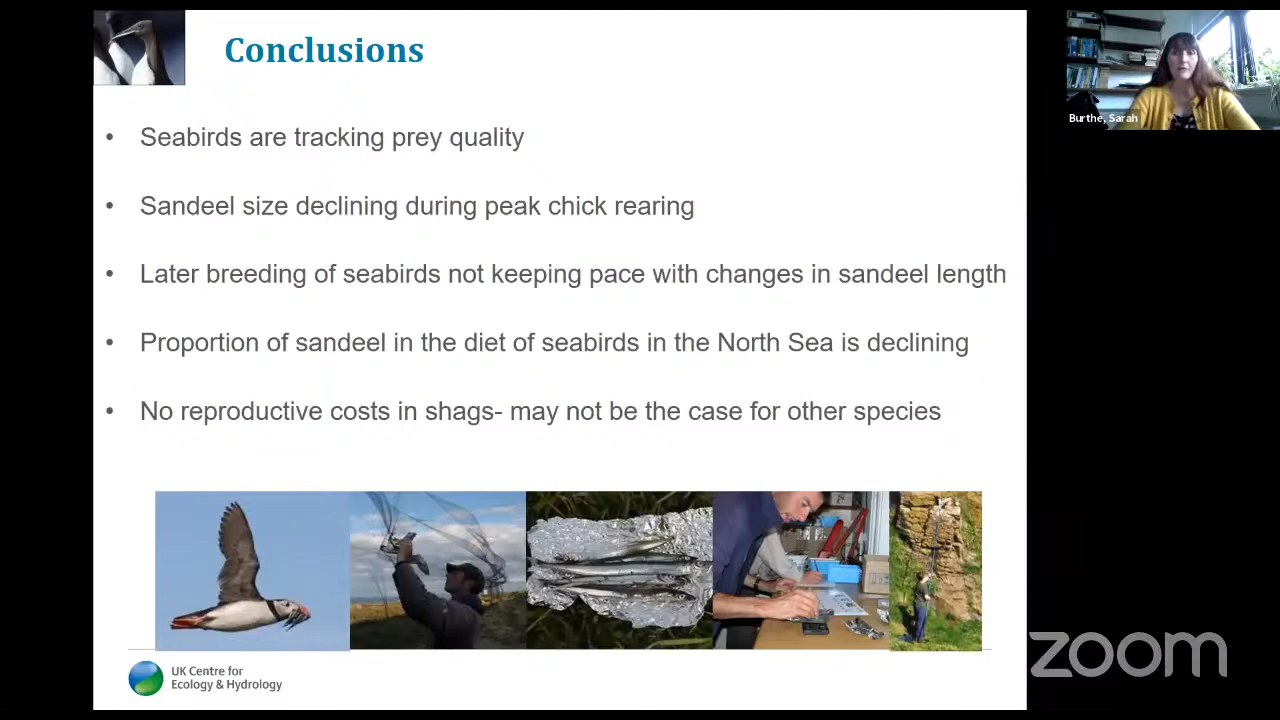 Conclusions
• Seabirds are tracking prey quality
• Sandeel size declining during peak chick rearing
• Later breeding of seabirds not keeping pace with changes in sandeel length
• Proportion of sandeel in the diet of seabirds in the North Sea is declining
• No reproductive costs in shags- may not be the case for other species
UK Centre for
Ecology & Hydrology
Burthe, Sarah
zoom